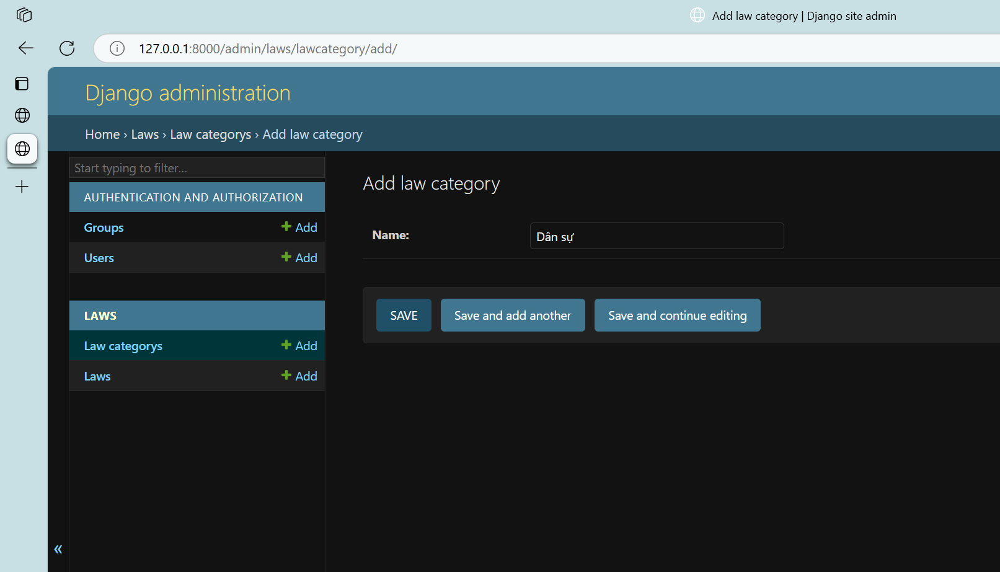 Add law category | Django site admin
127.0.0.1:8000/admin/laws/lawcategory/add/
Django administration
Home › Laws › Law categorys › Add law category
Start typing to filter...
AUTHENTICATION AND AUTHORIZATION
Groups + Add
Users + Add
LAWS
Law categorys + Add
Laws + Add
«
Add law category
Name: Dân sự
SAVE Save and add another Save and continue editing